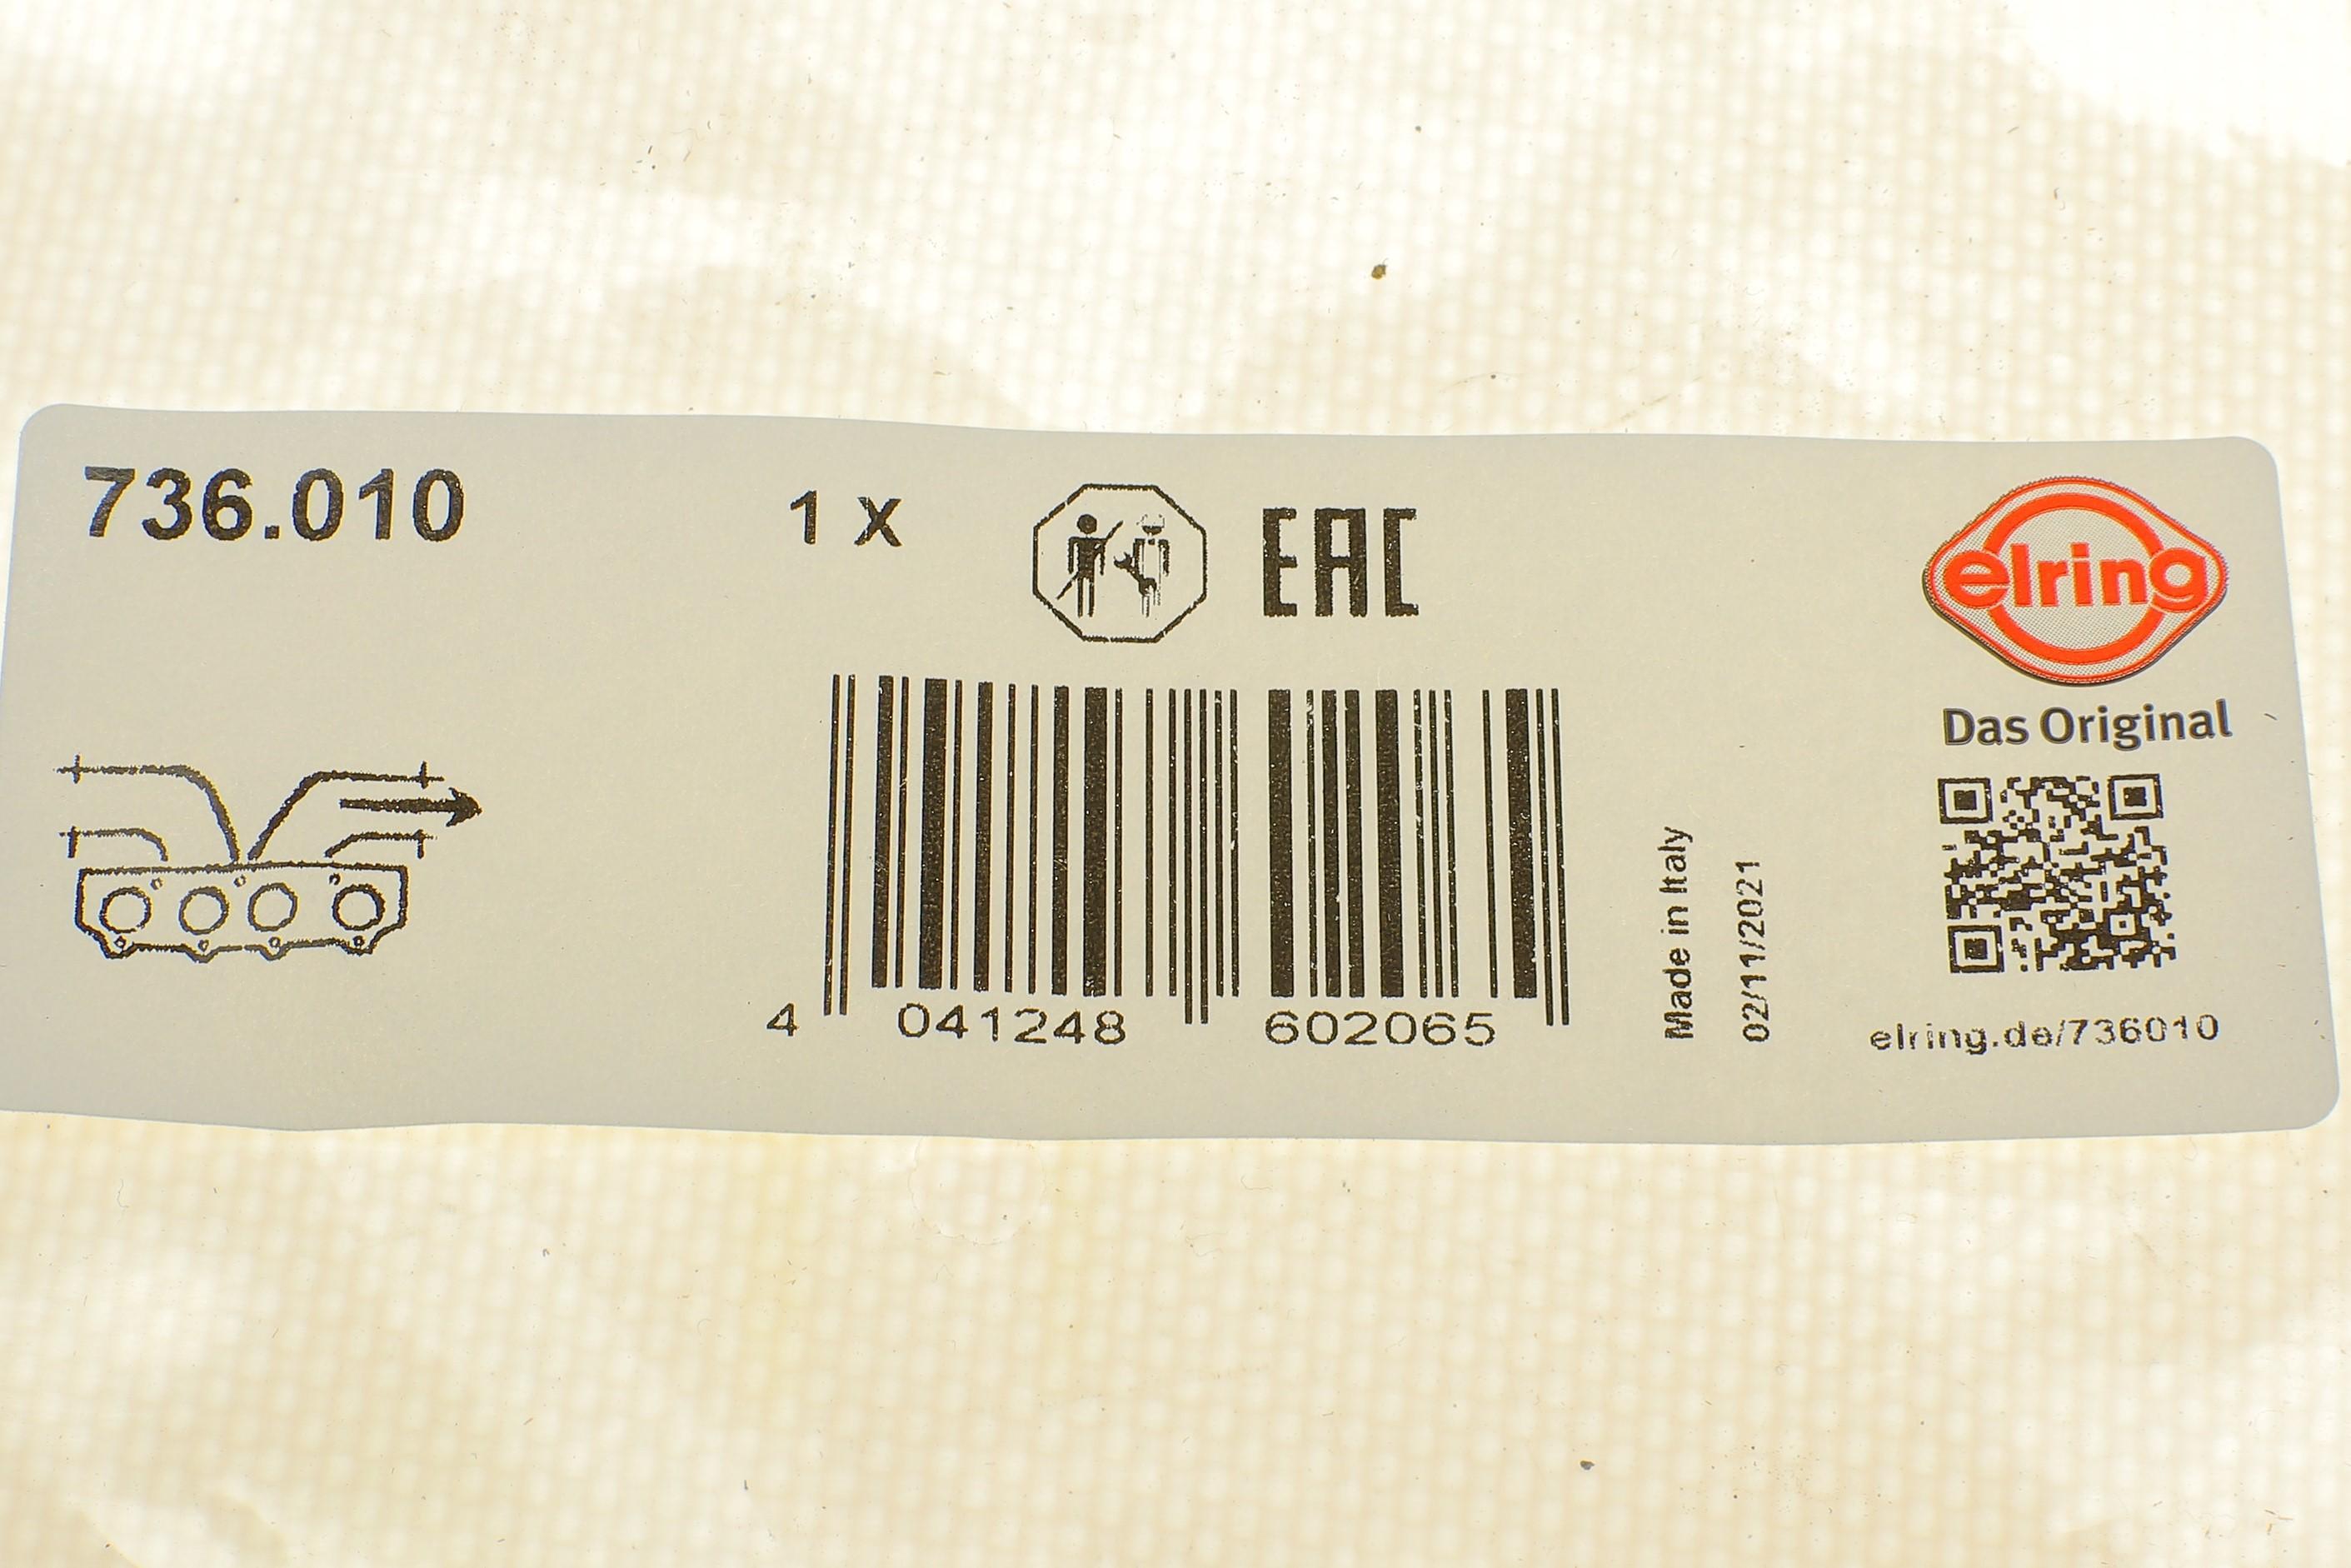 736.010
1 x
EAC
elring
Das Original
4 041248 602065
Made in Italy
02/11/2021
elring.de/736010